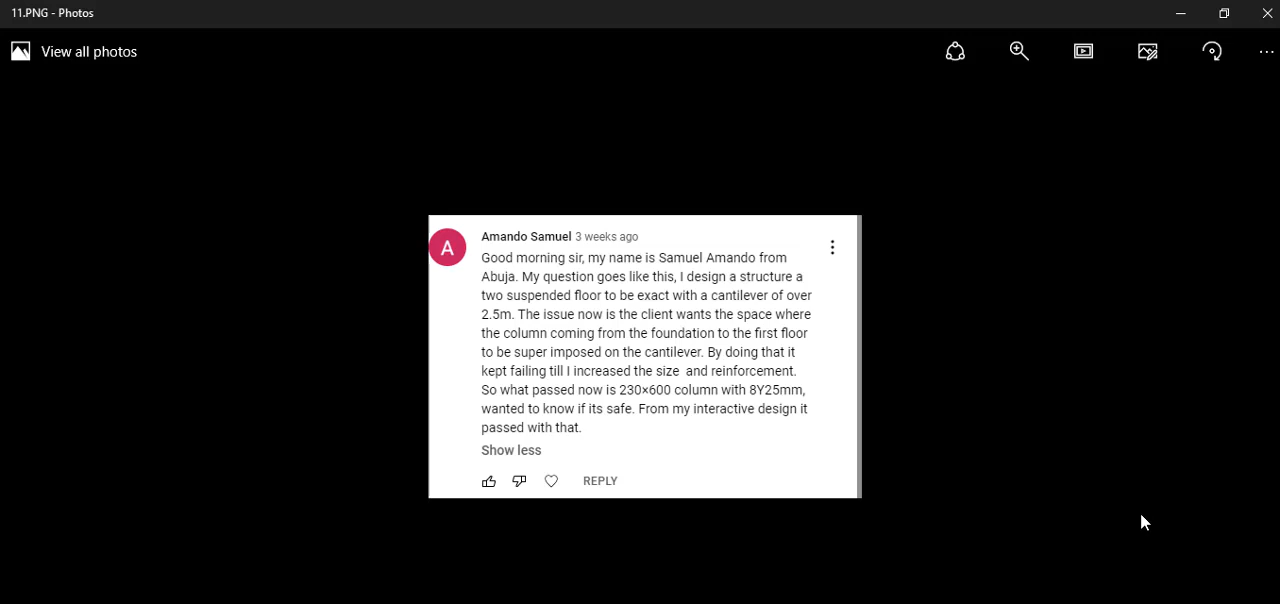 11.PNG - Photos
View all photos
A
Amando Samuel 3 weeks ago
Good morning sir, my name is Samuel Amando from
Abuja. My question goes like this, I design a structure a
two suspended floor to be exact with a cantilever of over
2.5m. The issue now is the client wants the space where
the column coming from the foundation to the first floor
to be super imposed on the cantilever. By doing that it
kept failing till I increased the size  and reinforcement.
So what passed now is 230×600 column with 8Y25mm,
wanted to know if its safe. From my interactive design it
passed with that.
Show less
REPLY